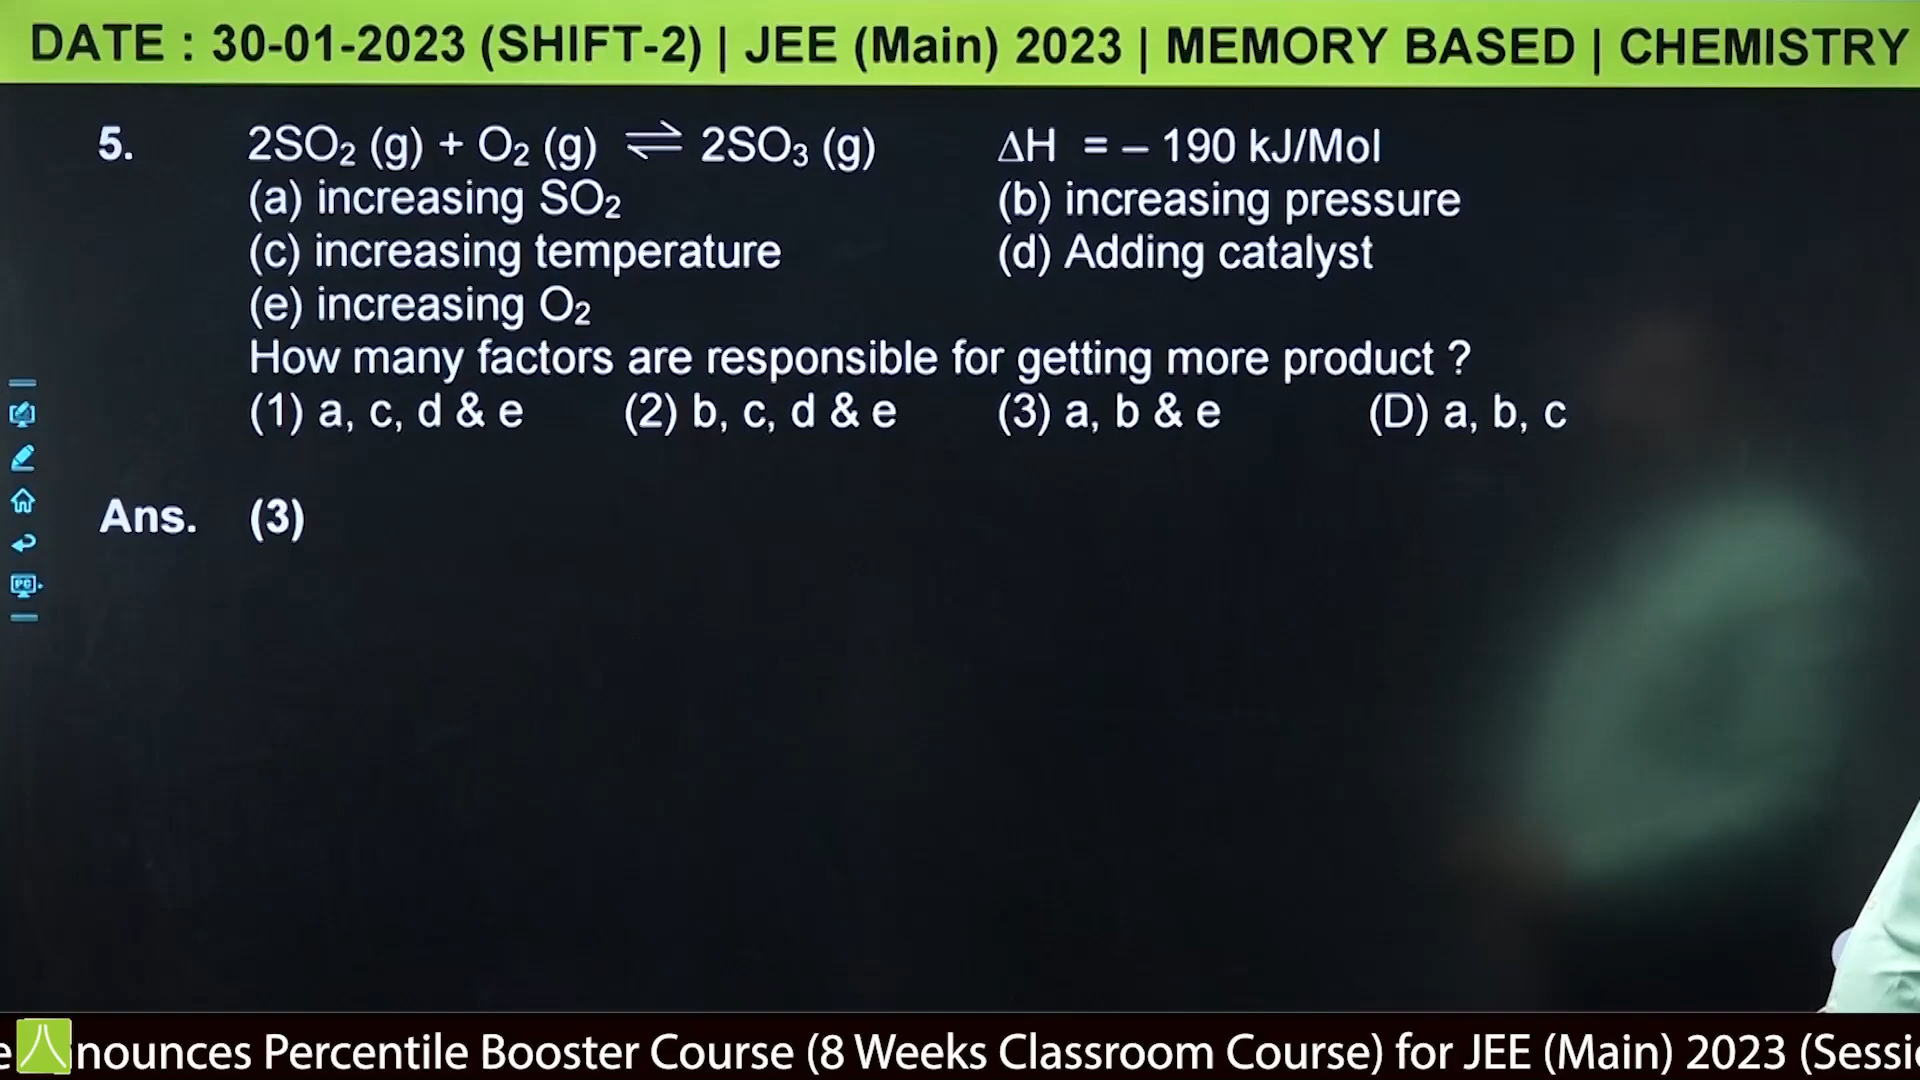 DATE : 30-01-2023 (SHIFT-2) | JEE (Main) 2023 | MEMORY BASED | CHEMISTRY
5. 2SO₂ (g) + O₂ (g) ⇌ 2SO₃ (g) ΔH = – 190 kJ/Mol
(a) increasing SO₂ (b) increasing pressure
(c) increasing temperature (d) Adding catalyst
(e) increasing O₂
How many factors are responsible for getting more product ?
(1) a, c, d & e (2) b, c, d & e (3) a, b & e (D) a, b, c
Ans. (3)
PC
nounces Percentile Booster Course (8 Weeks Classroom Course) for JEE (Main) 2023 (Sessi